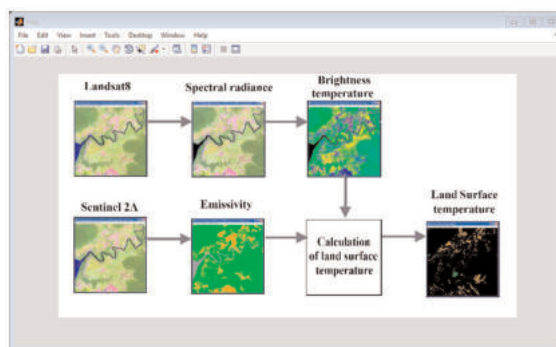 File Edit View Insert Tools Desktop Window Help
Landsat8
Spectral radiance
Brightness
temperature
Sentinel 2A
Emissivity
Calculation
of land surface
temperature
Land Surface
temperature